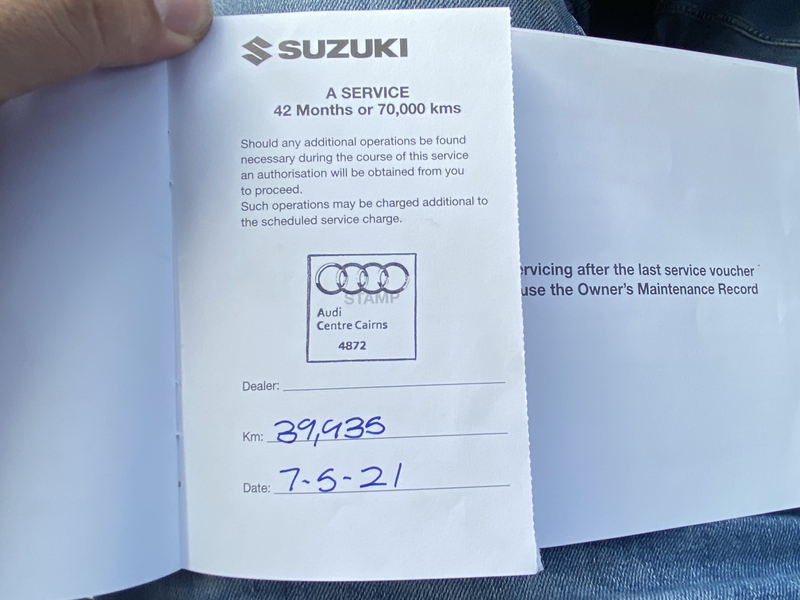 SUZUKI
A SERVICE
42 Months or 70,000 kms
Should any additional operations be found
necessary during the course of this service
an authorisation will be obtained from you
to proceed.
Such operations may be charged additional to
the scheduled service charge.
STAMP
Audi
Centre Cairns
4872
Dealer:
Km: 39,935
Date: 7-5-21
rvicing after the last service voucher
use the Owner's Maintenance Record